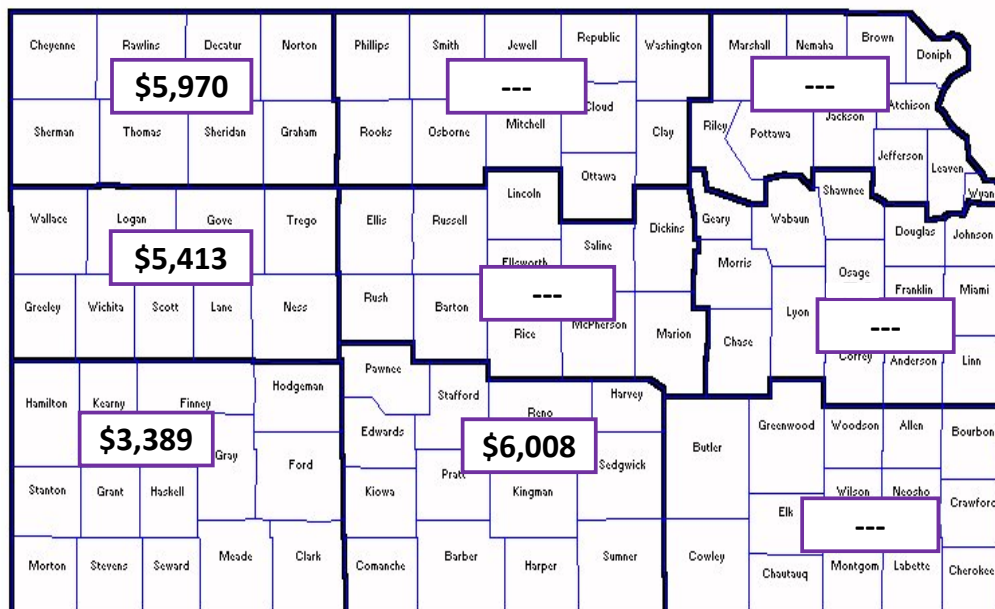 Cheyenne Rawlins Decatur Norton Phillips Smith Jewell Republic Washington Marshall Nemaha Brown Doniph
$5,970 --- ---
Sherman Thomas Sheridan Graham Rooks Osborne Mitchell Cloud Clay Riley Pottawa Jackson Atchison
Ottawa Jefferson Leaven Wyan
Wallace Logan Gove Trego Ellis Russell Lincoln Saline Dickins Geary Wabaun Shawnee Douglas Johnson
$5,413 Ellsworth Morris Osage
Greeley Wichita Scott Lane Ness Rush Barton --- Lyon Franklin Miami
Rice McPherson Marion Chase --- Coffey Anderson Linn
Hamilton Kearny Finney Hodgeman Pawnee Stafford Reno Harvey
$3,389 Gray Edwards $6,008 Butler Greenwood Woodson Allen Bourbon
Stanton Grant Haskell Ford Kiowa Pratt Kingman Sedgwick Elk Wilson Neosho Crawford
---
Morton Stevens Seward Meade Clark Comanche Barber Harper Sumner Cowley Chautauq Montgom Labette Cherokee